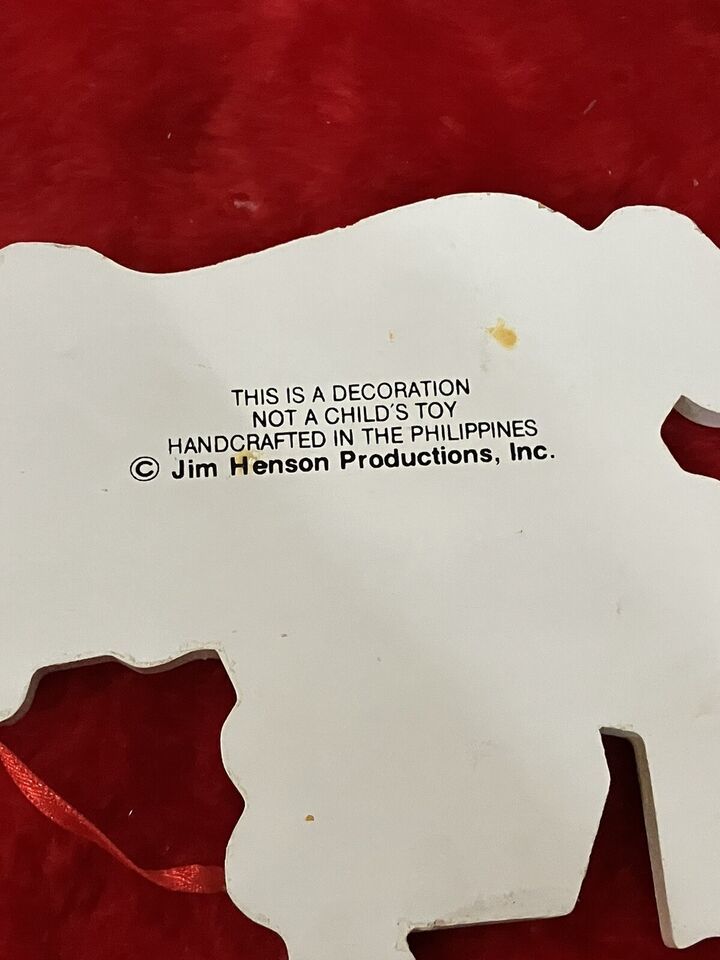 THIS IS A DECORATION
NOT A CHILD'S TOY
HANDCRAFTED IN THE PHILIPPINES
© Jim Henson Productions, Inc.